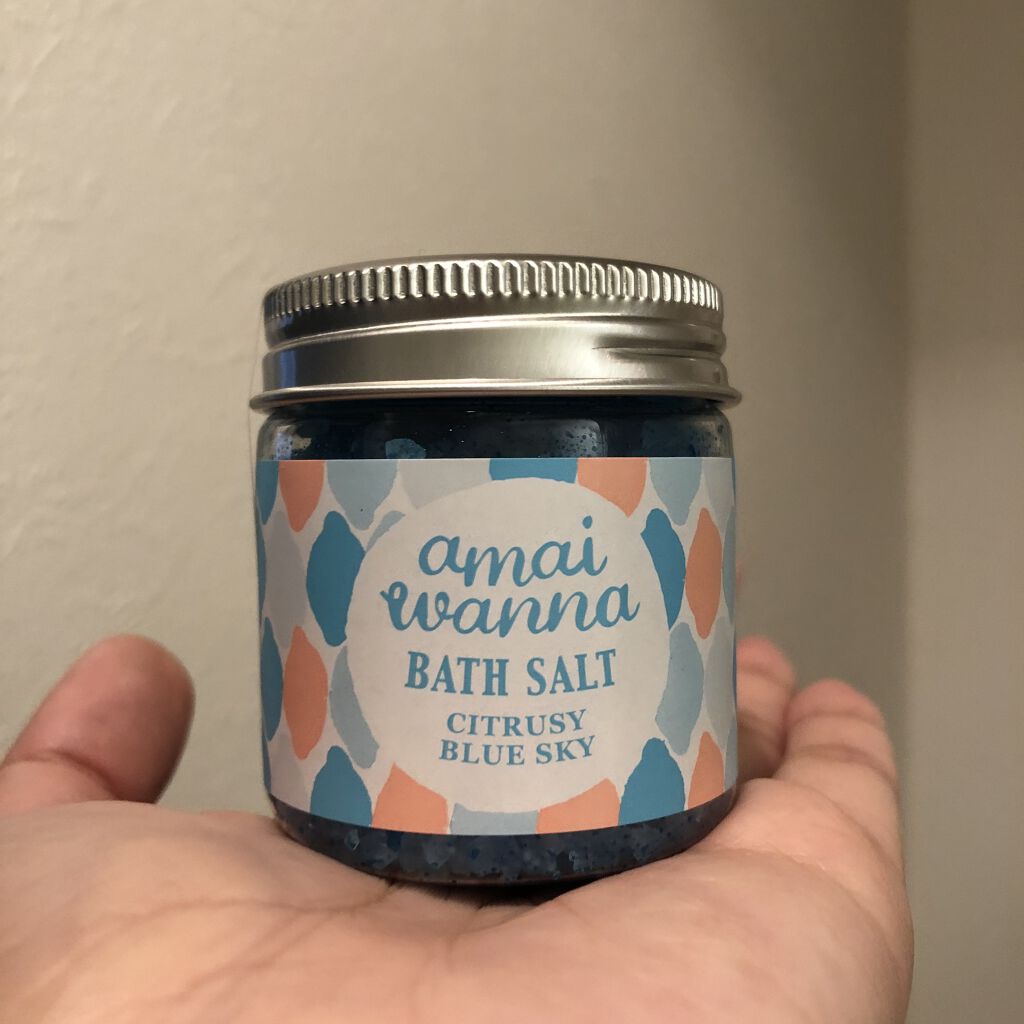 amai
wanna
BATH SALT
CITRUSY
BLUE SKY